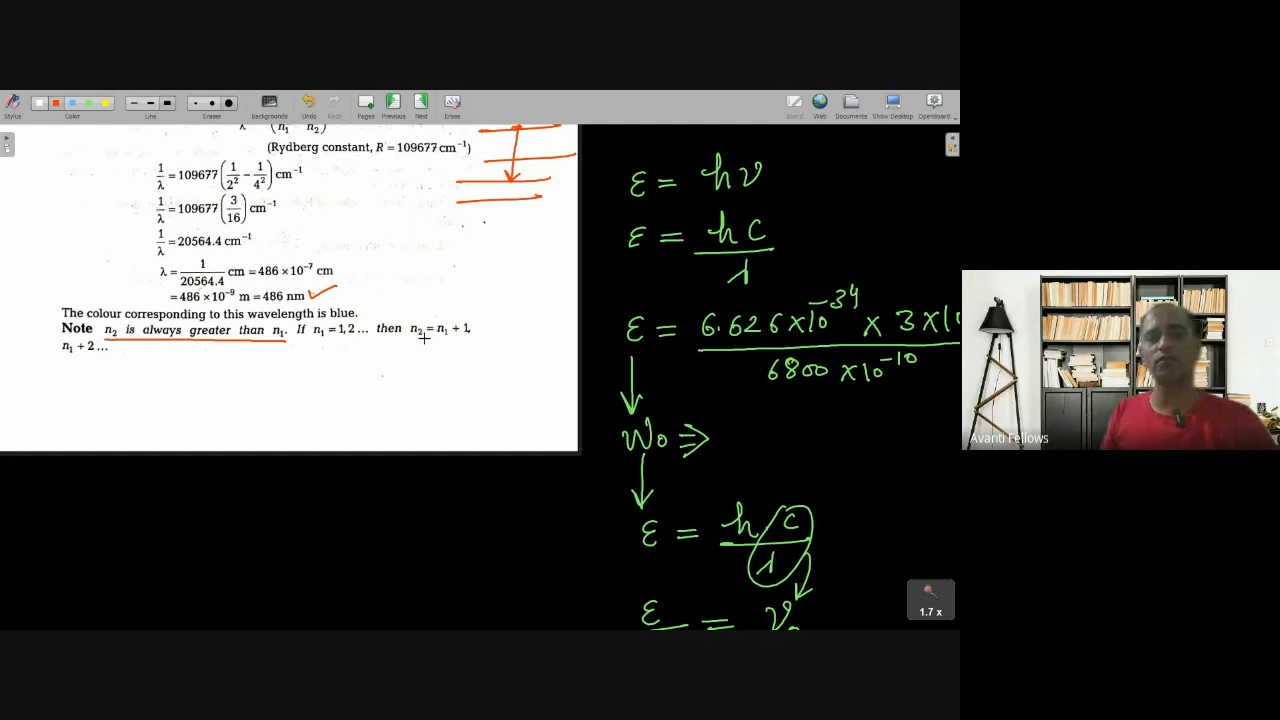 Stylus
Color
Line
Eraser
Backgrounds
Undo
Redo
Pages
Previous
Next
Erase
Board
Web
Documents
Show Desktop
OpenBoard
λ (n₁ n₂)
(Rydberg constant, R = 109677 cm⁻¹)
1/λ = 109677 (1/2² − 1/4²) cm⁻¹
1/λ = 109677 (3/16) cm⁻¹
1/λ = 20564.4 cm⁻¹
λ = 1/20564.4 cm = 486 × 10⁻⁷ cm
= 486 × 10⁻⁹ m = 486 nm ✓
The colour corresponding to this wavelength is blue.
Note n₂ is always greater than n₁. If n₁ = 1, 2 ... then n₂ = n₁ + 1,
n₁ + 2 ...
ε = hν
ε = hc/λ
ε = 6.626 × 10⁻³⁴ × 3 × 10
6800 × 10⁻¹⁰
W₀ ⇒
ε = hc/λ
ε = ν₀
Avanti Fellows
1.7 x